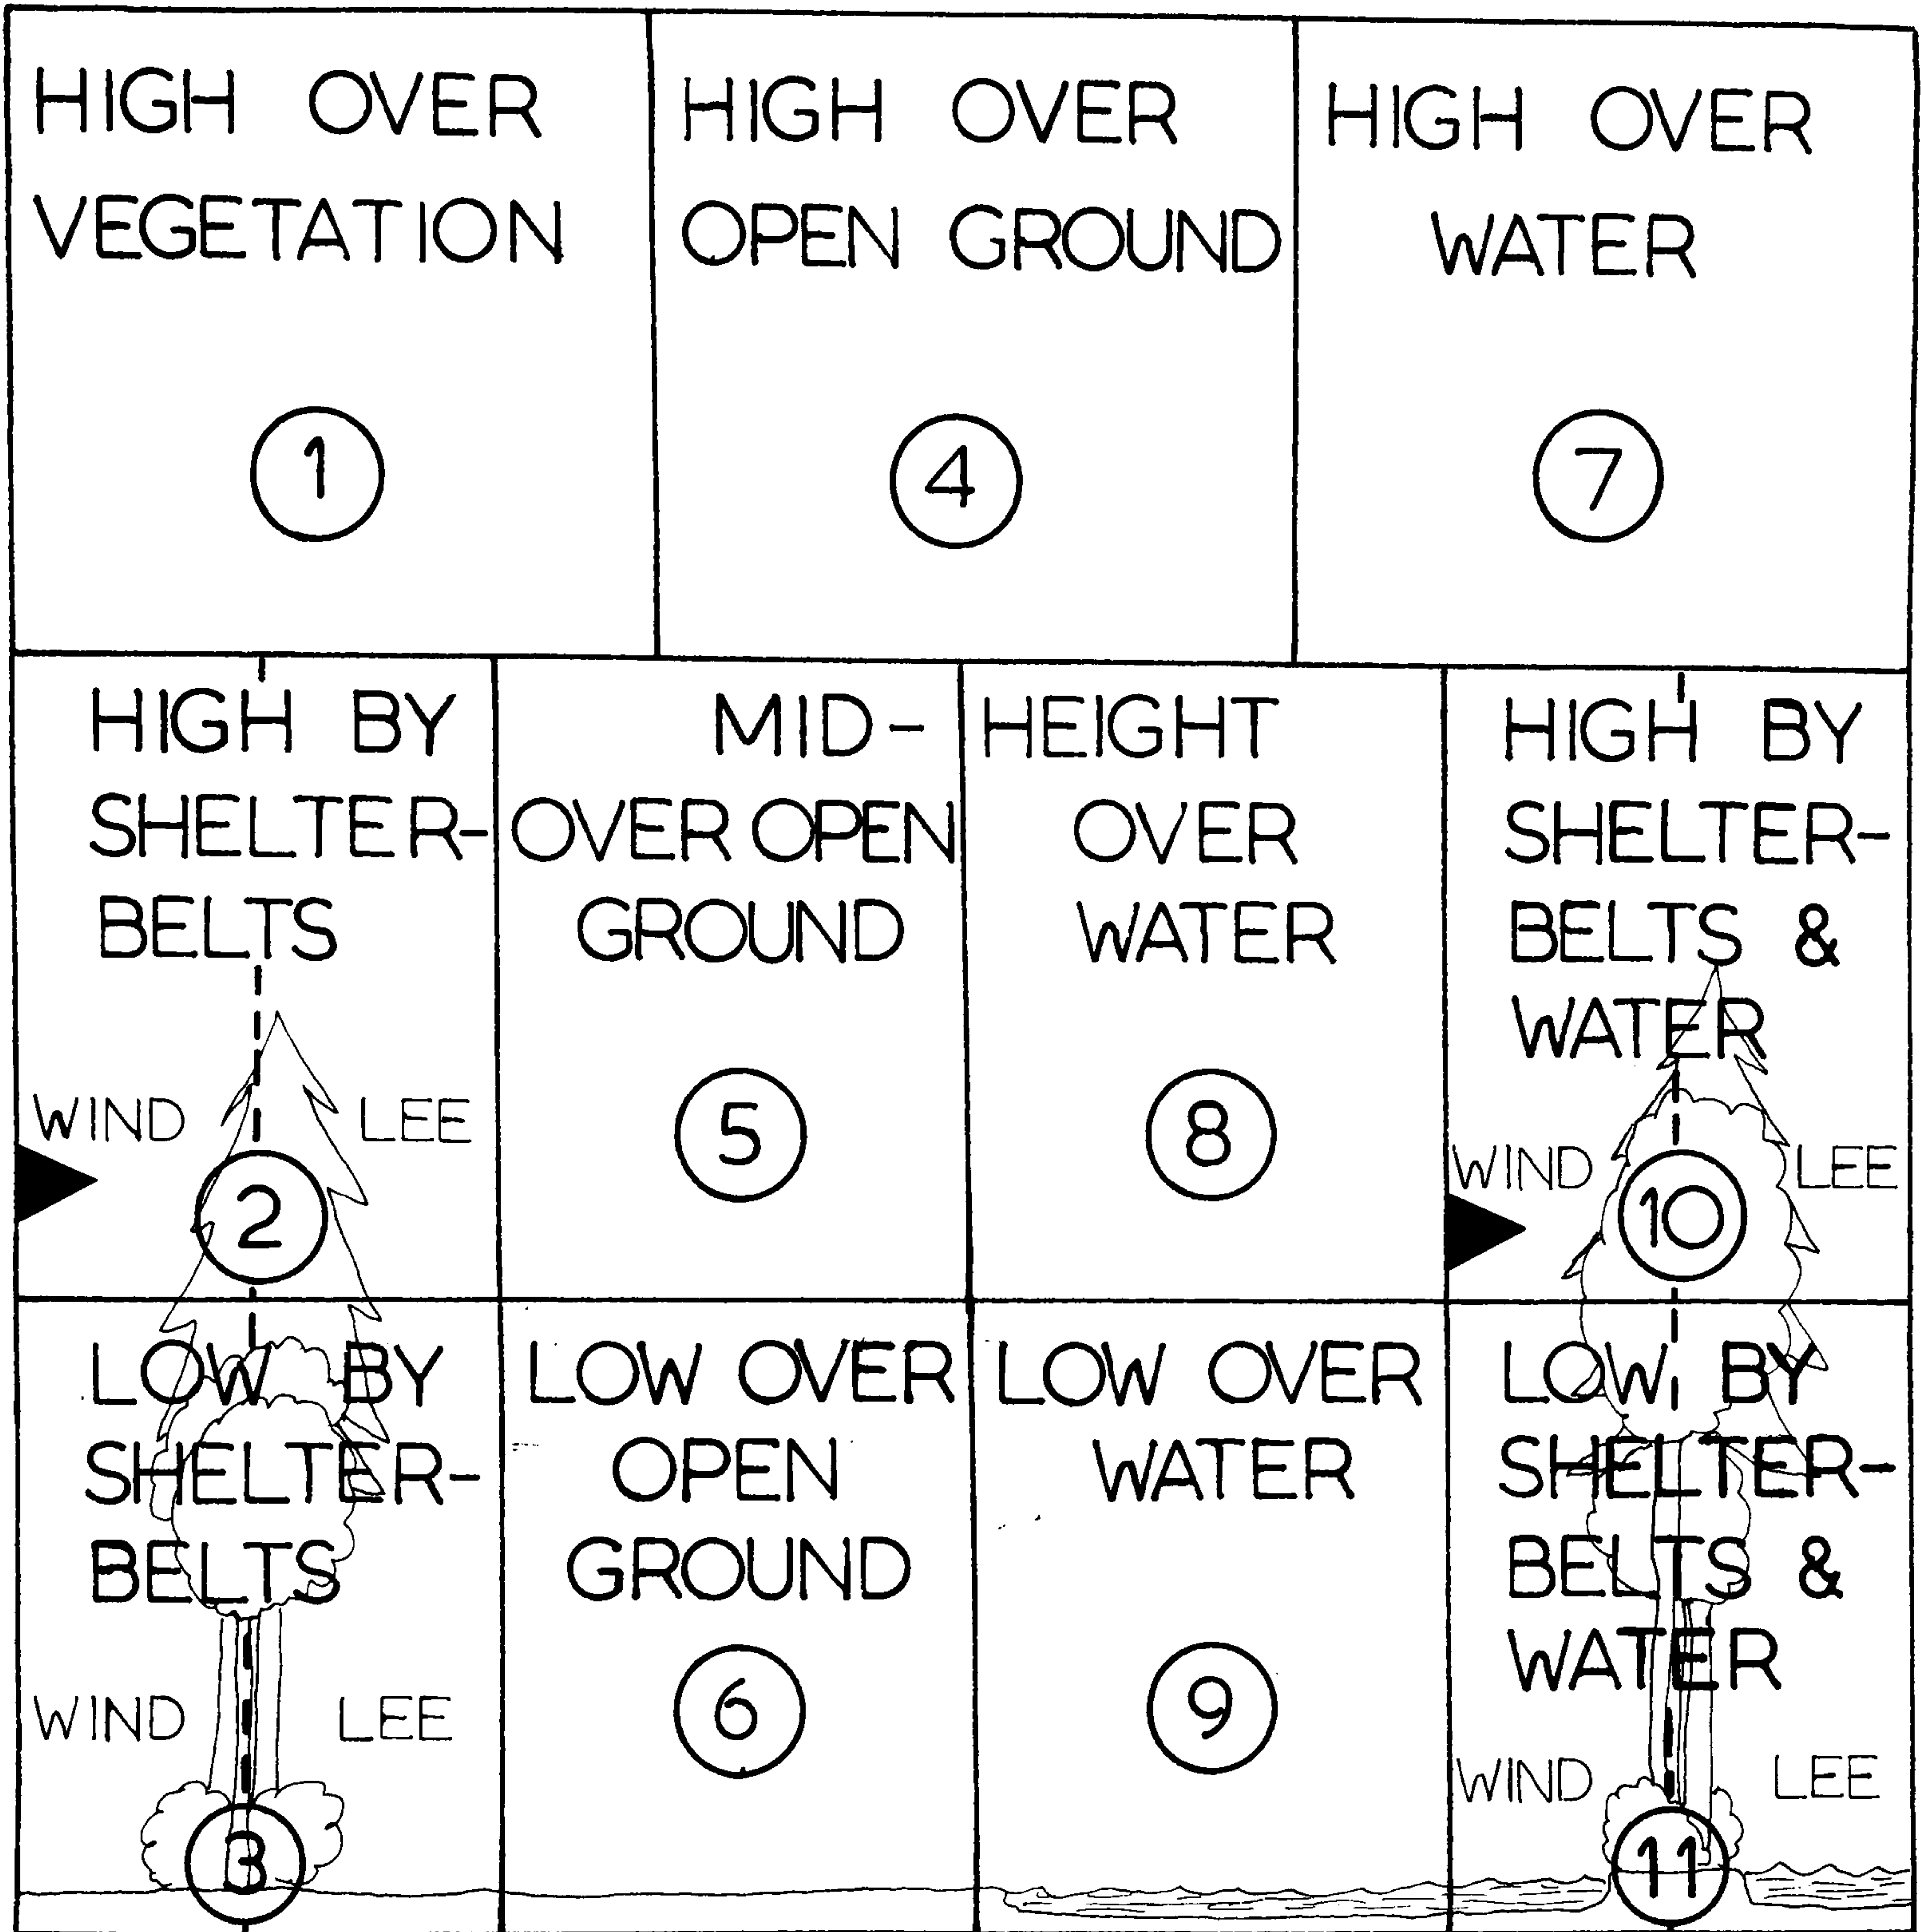 HIGH OVER
VEGETATION
1
HIGH OVER
OPEN GROUND
4
HIGH OVER
WATER
7
HIGH BY
SHELTER-
BELTS
WIND LEE
2
MID-HEIGHT
OVER OPEN
GROUND
5
OVER
WATER
8
HIGH BY
SHELTER-
BELTS &
WATER
WIND LEE
10
LOW BY
SHELTER-
BELTS
WIND LEE
3
LOW OVER
OPEN
GROUND
6
LOW OVER
WATER
9
LOW BY
SHELTER-
BELTS &
WATER
WIND LEE
11